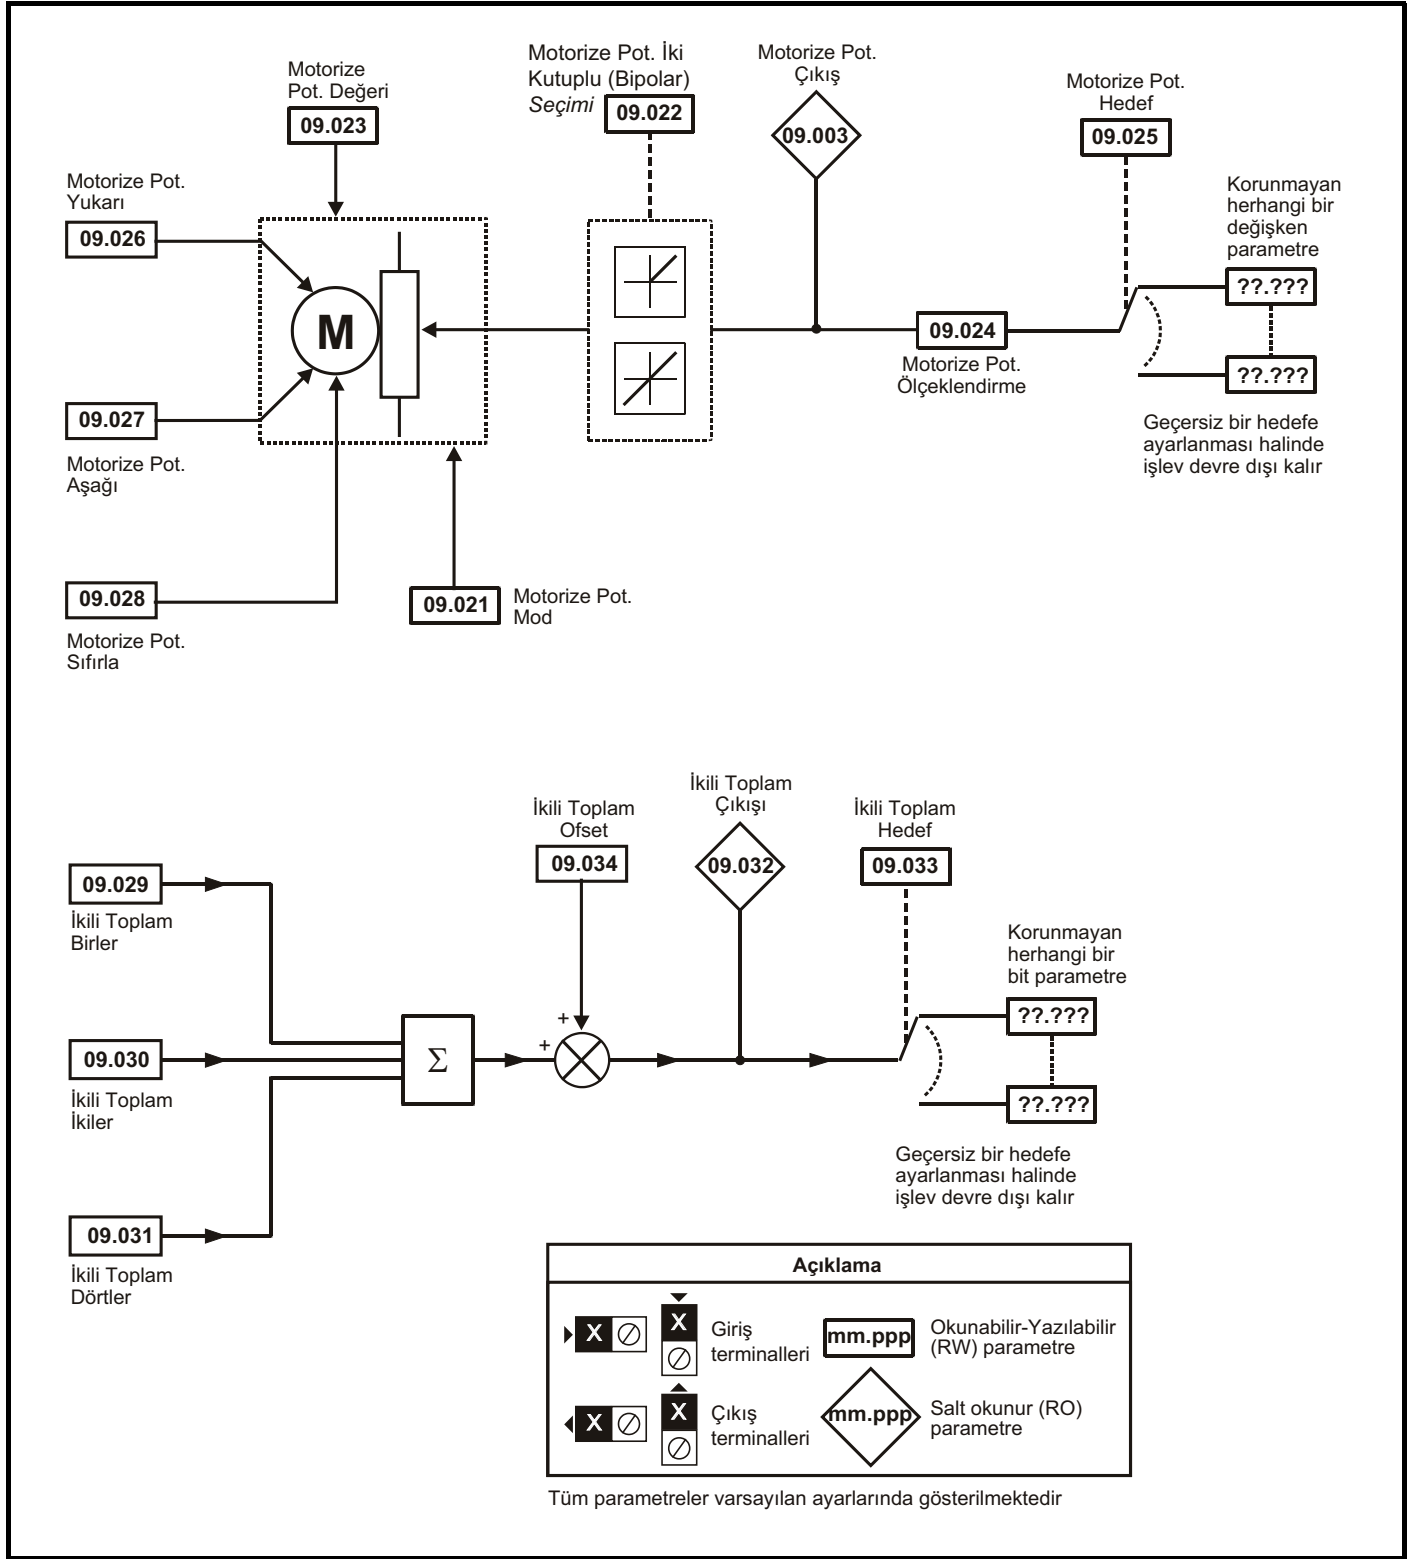 Motorize
Pot. Değeri
09.023
Motorize Pot. İki
Kutuplu (Bipolar)
Seçimi
09.022
Motorize Pot.
Çıkış
09.003
Motorize Pot.
Hedef
09.025
Motorize Pot.
Yukarı
09.026
Korunmayan
herhangi bir
değişken
parametre
??.???
M
09.024
Motorize Pot.
Ölçeklendirme
??.???
09.027
Motorize Pot.
Aşağı
Geçersiz bir hedefe
ayarlanması halinde
işlev devre dışı kalır
09.028
Motorize Pot.
Sıfırla
09.021
Motorize Pot.
Mod
İkili Toplam
Ofset
09.034
İkili Toplam
Çıkışı
09.032
İkili Toplam
Hedef
09.033
09.029
İkili Toplam
Birler
Korunmayan
herhangi bir
bit parametre
??.???
+
+
09.030
İkili Toplam
İkiler
Σ
??.???
Geçersiz bir hedefe
ayarlanması halinde
işlev devre dışı kalır
09.031
İkili Toplam
Dörtler
Açıklama
X
X
Giriş
terminalleri
mm.ppp
Okunabilir-Yazılabilir
(RW) parametre
X
X
Çıkış
terminalleri
mm.ppp
Salt okunur (RO)
parametre
Tüm parametreler varsayılan ayarlarında gösterilmektedir